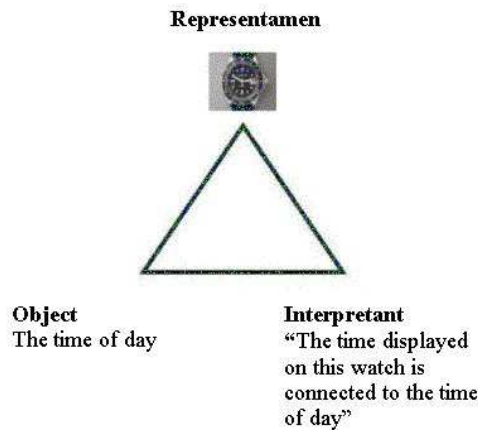 Representamen
Object
The time of day
Interpretant
“The time displayed
on this watch is
connected to the time
of day”